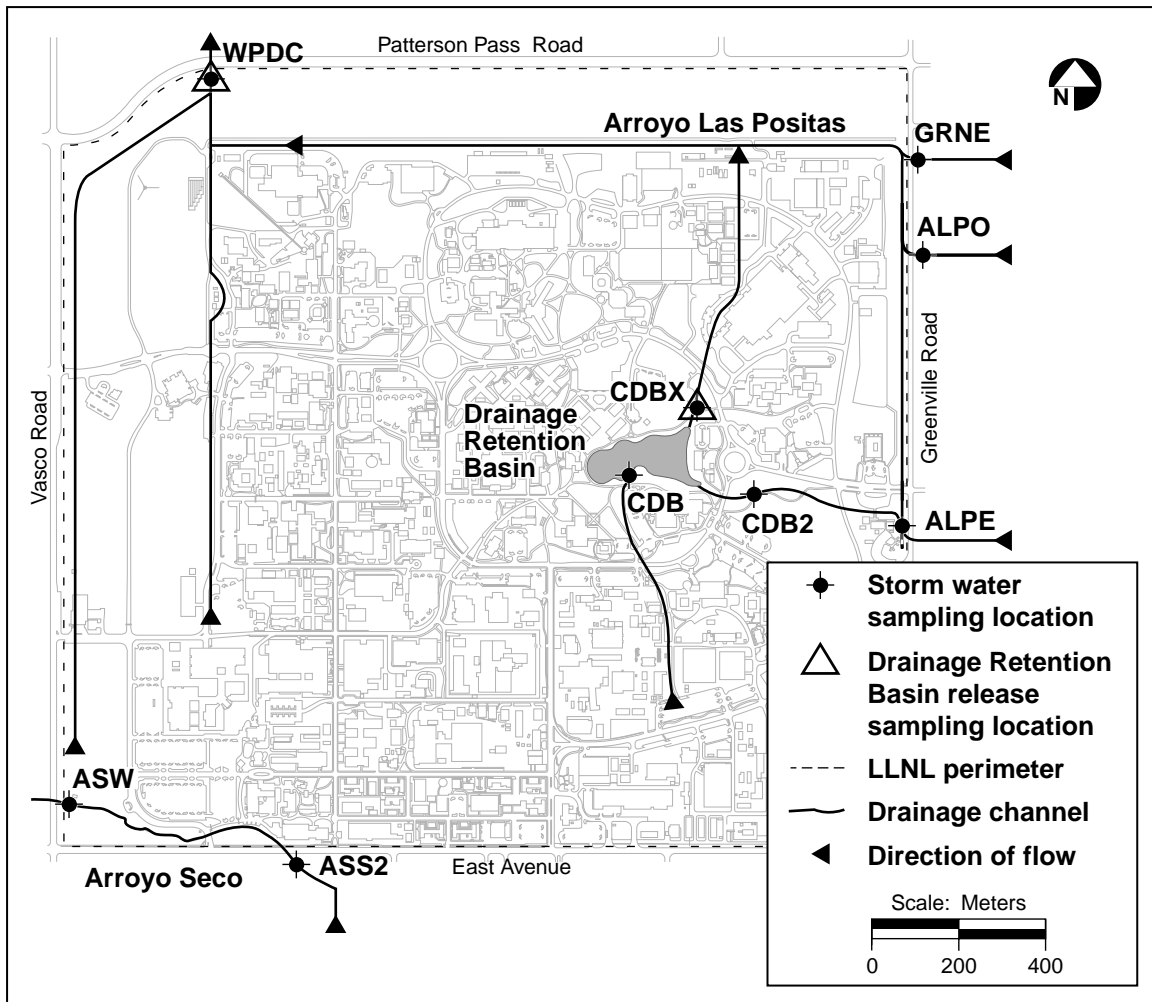 WPDC
Patterson Pass Road
N
Arroyo Las Positas
GRNE
ALPO
Vasco Road
Greenville Road
CDBX
Drainage
Retention
Basin
CDB
CDB2
ALPE
ASW
Arroyo Seco
ASS2
East Avenue
Storm water
sampling location
Drainage Retention
Basin release
sampling location
LLNL perimeter
Drainage channel
Direction of flow
Scale: Meters
0 200 400